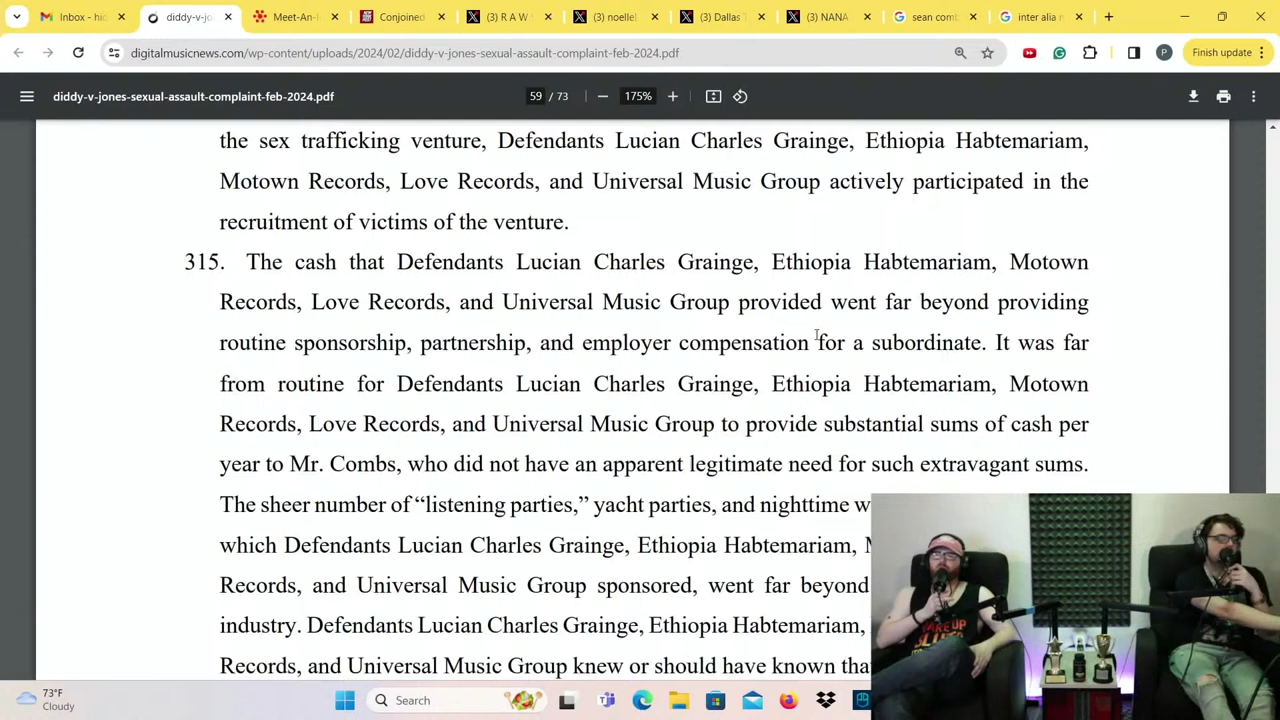 Inbox - hic
diddy-v-jo
Meet-An-
Conjoined
(3) R A W
(3) noellel
(3) Dallas
(3) NANA
sean comb
inter alia r
digitalmusicnews.com/wp-content/uploads/2024/02/diddy-v-jones-sexual-assault-complaint-feb-2024.pdf
P
Finish update
diddy-v-jones-sexual-assault-complaint-feb-2024.pdf
59 / 73
175%
the sex trafficking venture, Defendants Lucian Charles Grainge, Ethiopia Habtemariam,
Motown Records, Love Records, and Universal Music Group actively participated in the
recruitment of victims of the venture.
315. The cash that Defendants Lucian Charles Grainge, Ethiopia Habtemariam, Motown
Records, Love Records, and Universal Music Group provided went far beyond providing
routine sponsorship, partnership, and employer compensation for a subordinate. It was far
from routine for Defendants Lucian Charles Grainge, Ethiopia Habtemariam, Motown
Records, Love Records, and Universal Music Group to provide substantial sums of cash per
year to Mr. Combs, who did not have an apparent legitimate need for such extravagant sums.
The sheer number of “listening parties,” yacht parties, and nighttime w
which Defendants Lucian Charles Grainge, Ethiopia Habtemariam, M
Records, and Universal Music Group sponsored, went far beyond
industry. Defendants Lucian Charles Grainge, Ethiopia Habtemariam,
Records, and Universal Music Group knew or should have known tha
73°F
Cloudy
Search